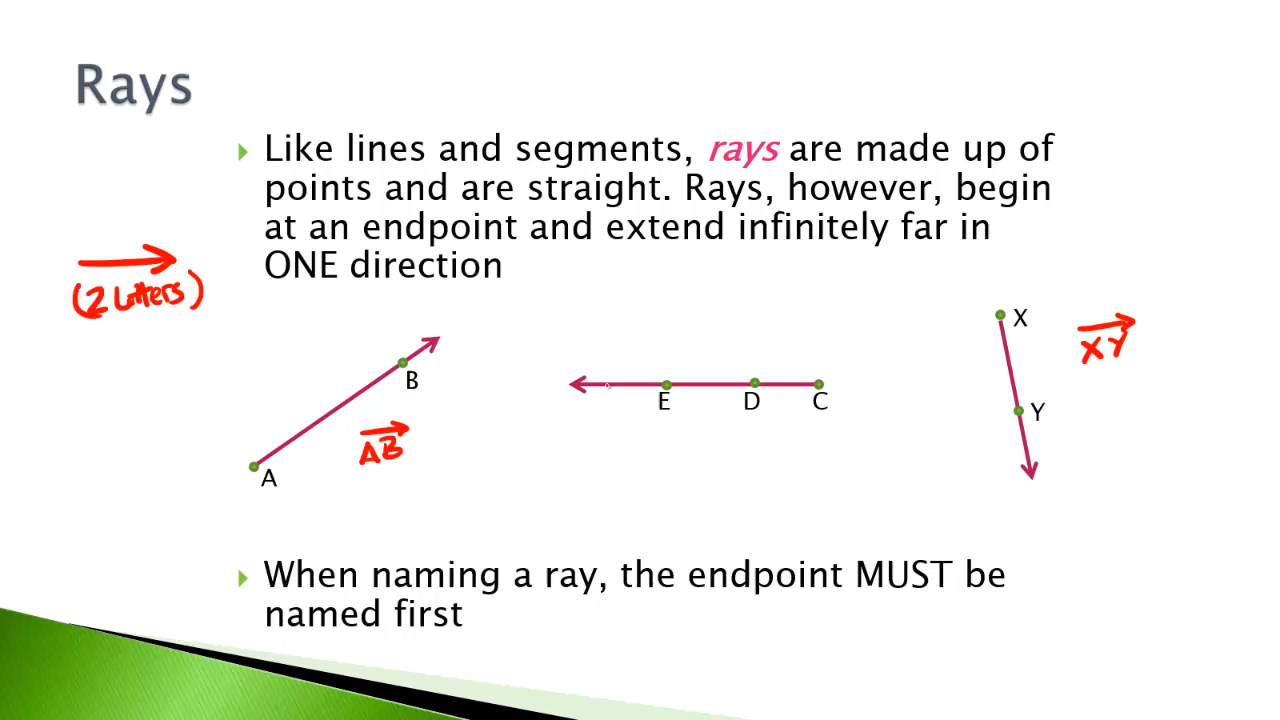 Rays
Like lines and segments, rays are made up of
points and are straight. Rays, however, begin
at an endpoint and extend infinitely far in
ONE direction
(2 letters)
X
XY
Y
B
AB
A
E
D
C
When naming a ray, the endpoint MUST be
named first